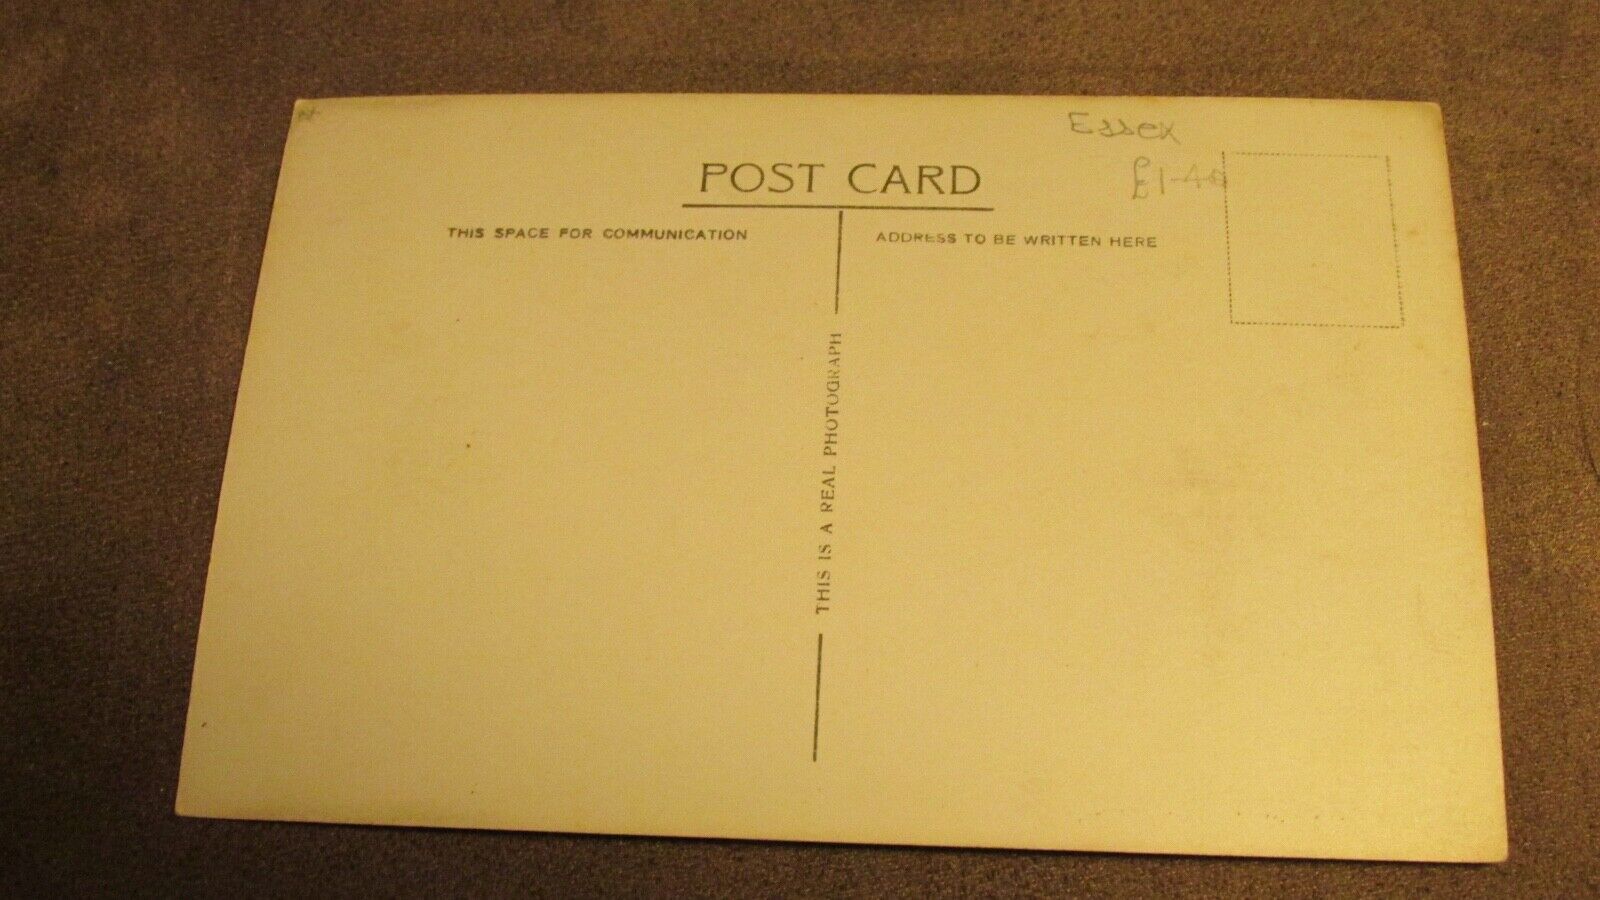 Essex
£1-40
POST CARD
THIS SPACE FOR COMMUNICATION
ADDRESS TO BE WRITTEN HERE
THIS IS A REAL PHOTOGRAPH